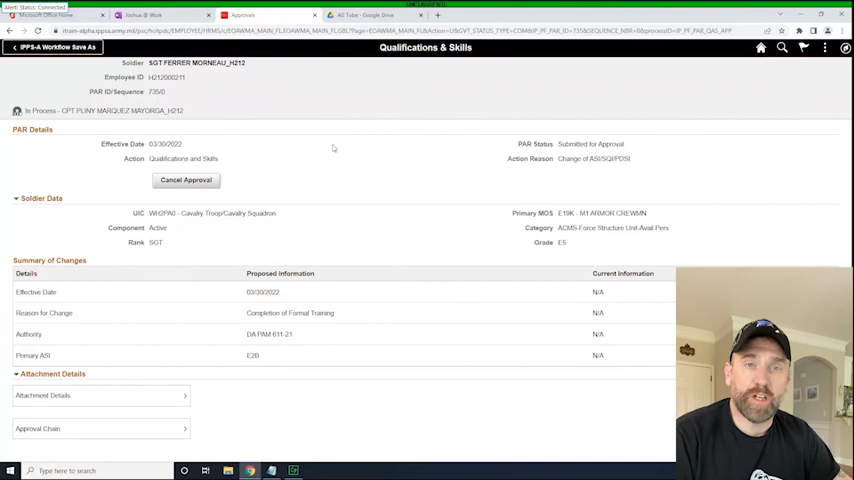 UNCLASSIFIED
Alert! Status: Connected
Microsoft Office Home
Joshua @ Work
Approvals
AG Tube - Google Drive
IPPS-A Workflow Save As
Qualifications & Skills
Soldier SGT FERRER MORNEAU_H212
Employee ID H212000211
PAR ID/Sequence 735/0
In Process - CPT PLINY MARQUEZ MAYORGA_H212
PAR Details
Effective Date 03/30/2022 PAR Status Submitted for Approval
Action Qualifications and Skills Action Reason Change of ASI/SQI/PDSI
Cancel Approval
Soldier Data
UIC WH2PA0 - Cavalry Troop/Cavalry Squadron Primary MOS E19K - M1 ARMOR CREWMN
Component Active Category ACMS-Force Structure Unit-Avail Pers
Rank SGT Grade E5
Summary of Changes
Details Proposed Information Current Information
Effective Date 03/30/2022 N/A
Reason for Change Completion of Formal Training N/A
Authority DA PAM 611-21 N/A
Primary ASI E2B N/A
Attachment Details
Attachment Details
Approval Chain
Type here to search